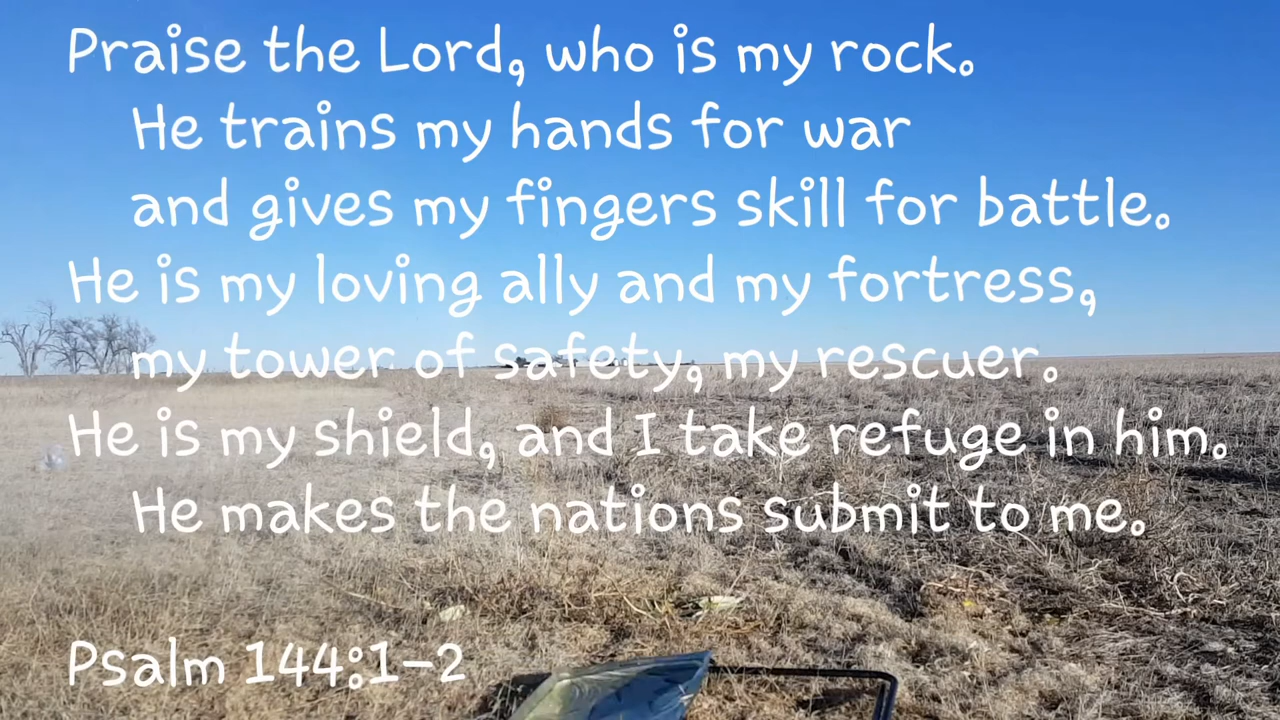 Praise the Lord, who is my rock.
He trains my hands for war
and gives my fingers skill for battle.
He is my loving ally and my fortress,
my tower of safety, my rescuer.
He is my shield, and I take refuge in him.
He makes the nations submit to me.
Psalm 144:1–2